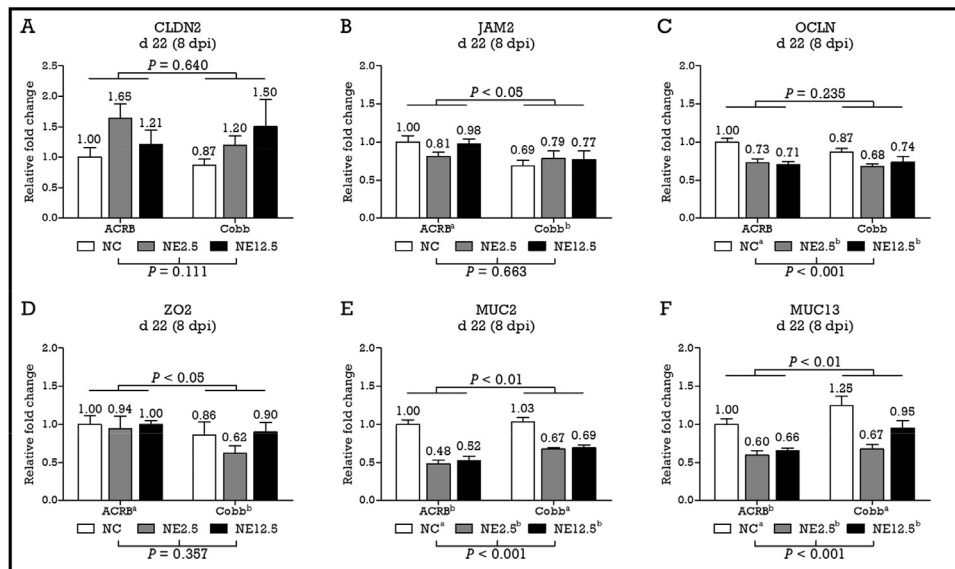 A
CLDN2
d 22 (8 dpi)
Relative fold change
2.5
2.0
1.5
1.0
0.5
0.0
P = 0.640
1.00
1.65
1.21
0.87
1.20
1.50
ACRB
Cobb
NC NE2.5 NE12.5
P = 0.111
B
JAM2
d 22 (8 dpi)
Relative fold change
2.0
1.5
1.0
0.5
0.0
P < 0.05
1.00
0.81
0.98
0.69
0.79
0.77
ACRBᵃ
Cobbᵇ
NC NE2.5 NE12.5
P = 0.663
C
OCLN
d 22 (8 dpi)
Relative fold change
2.0
1.5
1.0
0.5
0.0
P = 0.235
1.00
0.73
0.71
0.87
0.68
0.74
ACRB
Cobb
NCᵃ NE2.5ᵇ NE12.5ᵇ
P < 0.001
D
ZO2
d 22 (8 dpi)
Relative fold change
2.0
1.5
1.0
0.5
0.0
P < 0.05
1.00
0.94
1.00
0.86
0.62
0.90
ACRBᵃ
Cobbᵇ
NC NE2.5 NE12.5
P = 0.357
E
MUC2
d 22 (8 dpi)
Relative fold change
2.0
1.5
1.0
0.5
0.0
P < 0.01
1.00
0.48
0.52
1.03
0.67
0.69
ACRBᵇ
Cobbᵃ
NCᵃ NE2.5ᵇ NE12.5ᵇ
P < 0.001
F
MUC13
d 22 (8 dpi)
Relative fold change
2.0
1.5
1.0
0.5
0.0
P < 0.01
1.00
0.60
0.66
1.25
0.67
0.95
ACRBᵇ
Cobbᵃ
NCᵃ NE2.5ᵇ NE12.5ᵇ
P < 0.001